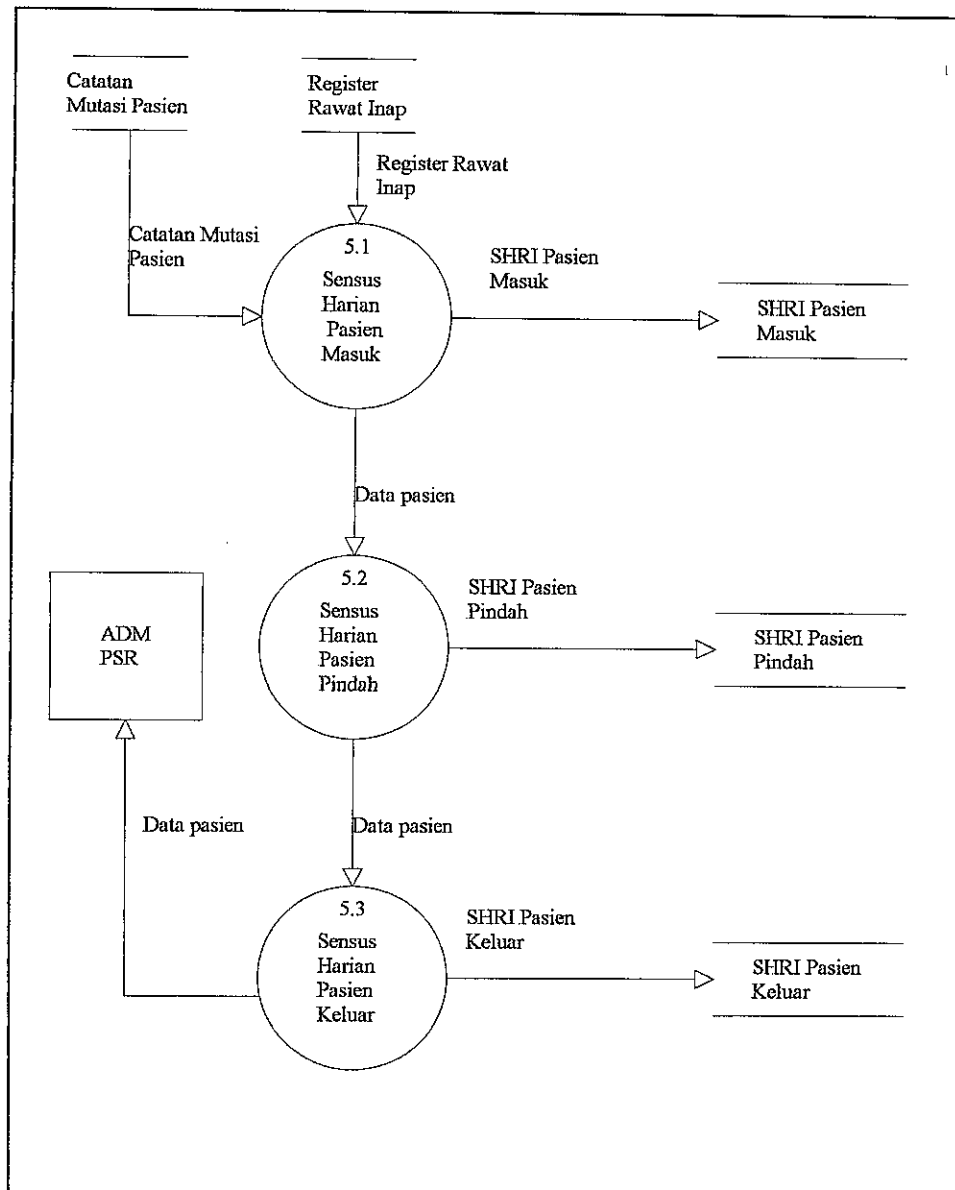 Catatan
Mutasi Pasien
Register
Rawat Inap
Register Rawat
Inap
Catatan Mutasi
Pasien
5.1
Sensus
Harian
Pasien
Masuk
SHRI Pasien
Masuk
SHRI Pasien
Masuk
Data pasien
ADM
PSR
5.2
Sensus
Harian
Pasien
Pindah
SHRI Pasien
Pindah
SHRI Pasien
Pindah
Data pasien
Data pasien
5.3
Sensus
Harian
Pasien
Keluar
SHRI Pasien
Keluar
SHRI Pasien
Keluar